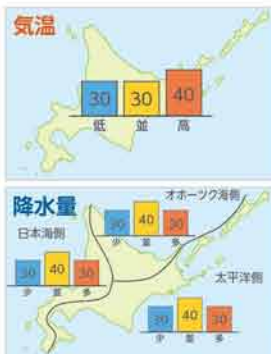 気温
30 30 40
低 並 高
降水量
オホーツク海側
30 40 30
少 並 多
日本海側
30 40 30
少 並 多
太平洋側
30 40 30
少 並 多